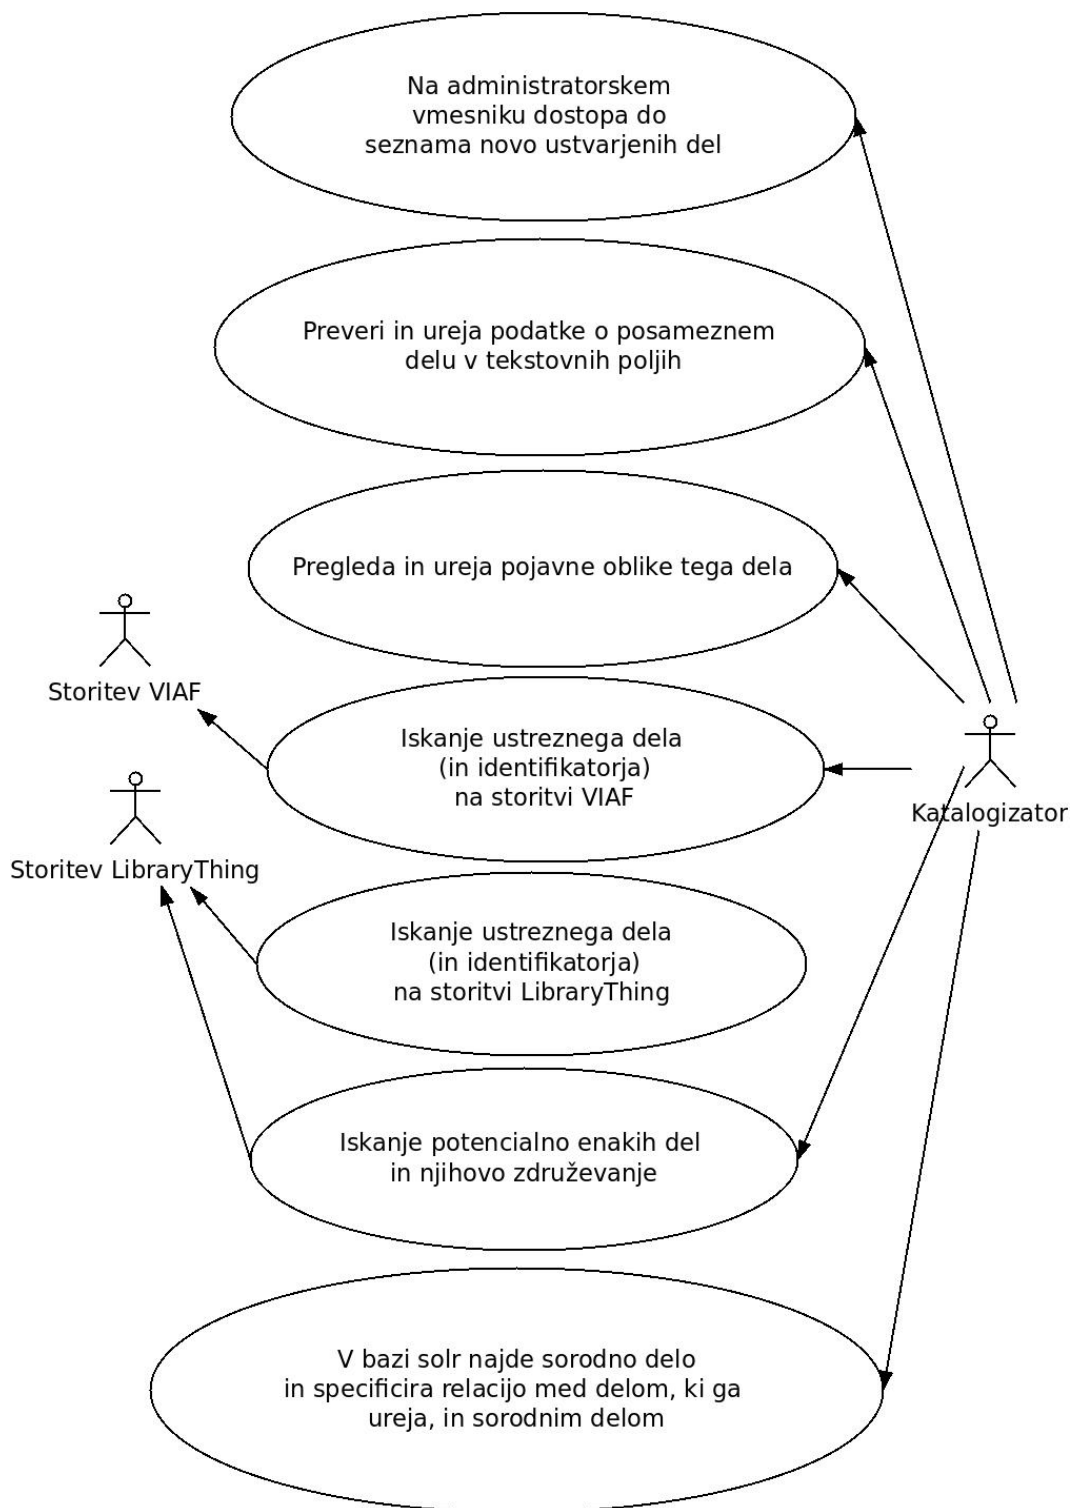 Na administratorskem
vmesniku dostopa do
seznama novo ustvarjenih del
Preveri in ureja podatke o posameznem
delu v tekstovnih poljih
Pregleda in ureja pojavne oblike tega dela
Storitev VIAF
Iskanje ustreznega dela
(in identifikatorja)
na storitvi VIAF
Katalogizator
Storitev LibraryThing
Iskanje ustreznega dela
(in identifikatorja)
na storitvi LibraryThing
Iskanje potencialno enakih del
in njihovo združevanje
V bazi solr najde sorodno delo
in specificira relacijo med delom, ki ga
ureja, in sorodnim delom